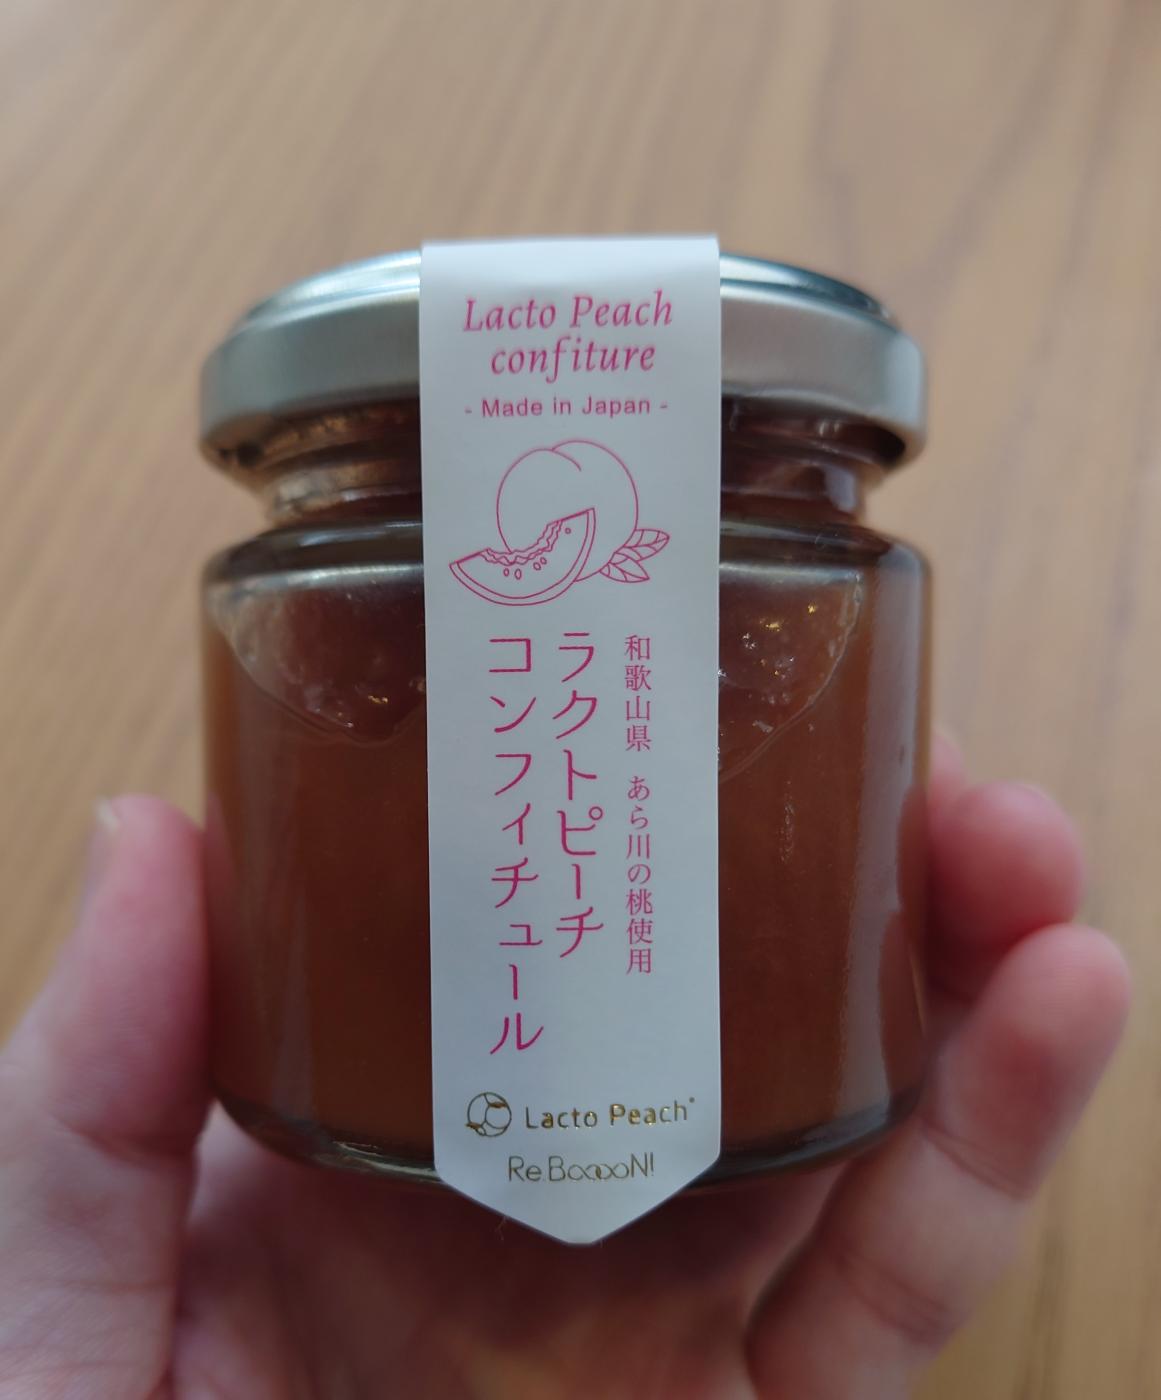 Lacto Peach
confiture
- Made in Japan -
和歌山県 あら川の桃使用
ラクトピーチ
コンフィチュール
Lacto Peach
Re.BooooN!